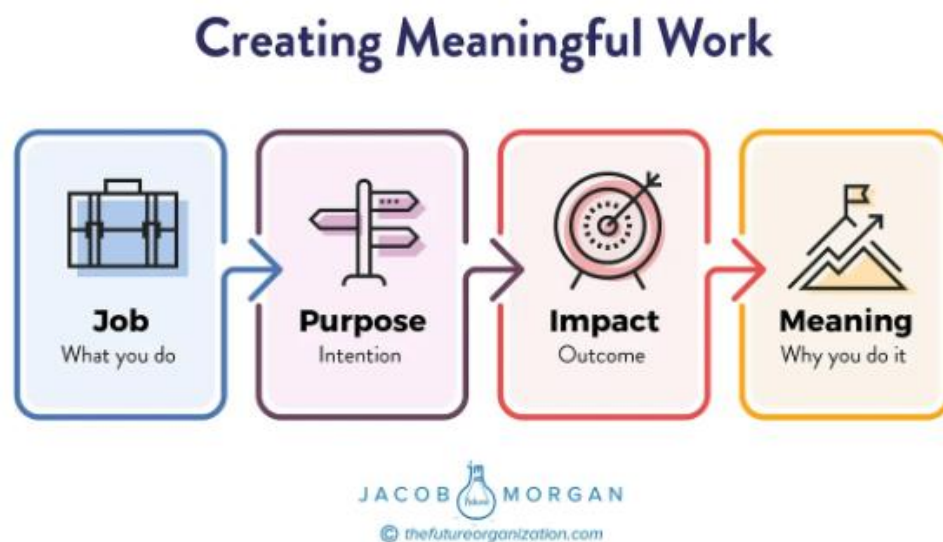 Creating Meaningful Work
Job
What you do
Purpose
Intention
Impact
Outcome
Meaning
Why you do it
JACOB MORGAN
© thefutureorganization.com